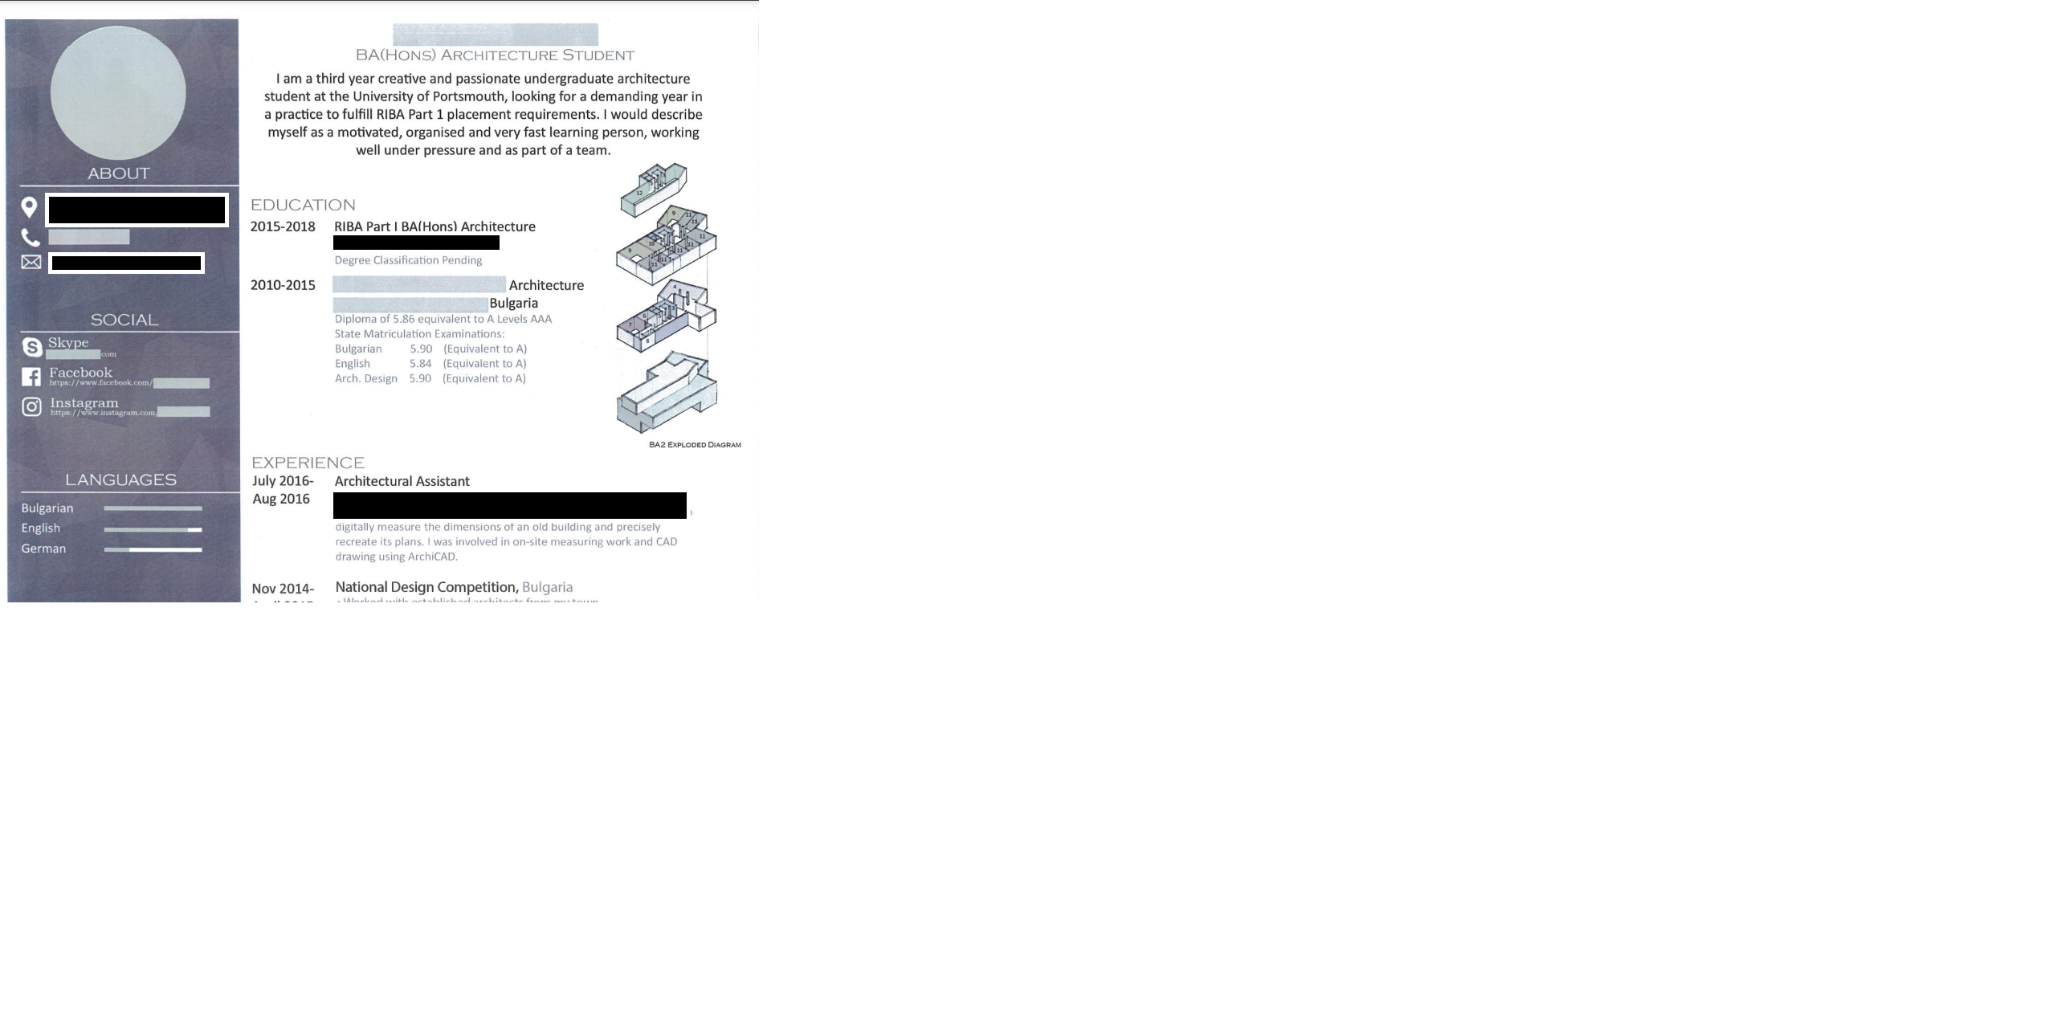 BA(Hons) Architecture Student
I am a third year creative and passionate undergraduate architecture
student at the University of Portsmouth, looking for a demanding year in
a practice to fulfill RIBA Part 1 placement requirements. I would describe
myself as a motivated, organised and very fast learning person, working
well under pressure and as part of a team.
ABOUT
SOCIAL
Skype
com
Facebook
https://www.facebook.com/
Instagram
https://www.instagram.com/
LANGUAGES
Bulgarian
English
German
EDUCATION
2015-2018 RIBA Part I BA(Hons) Architecture
Degree Classification Pending
2010-2015 Architecture
Bulgaria
Diploma of 5.86 equivalent to A Levels AAA
State Matriculation Examinations:
Bulgarian 5.90 (Equivalent to A)
English 5.84 (Equivalent to A)
Arch. Design 5.90 (Equivalent to A)
BA2 Exploded Diagram
EXPERIENCE
July 2016- Architectural Assistant
Aug 2016
digitally measure the dimensions of an old building and precisely
recreate its plans. I was involved in on-site measuring work and CAD
drawing using ArchiCAD.
Nov 2014- National Design Competition, Bulgaria